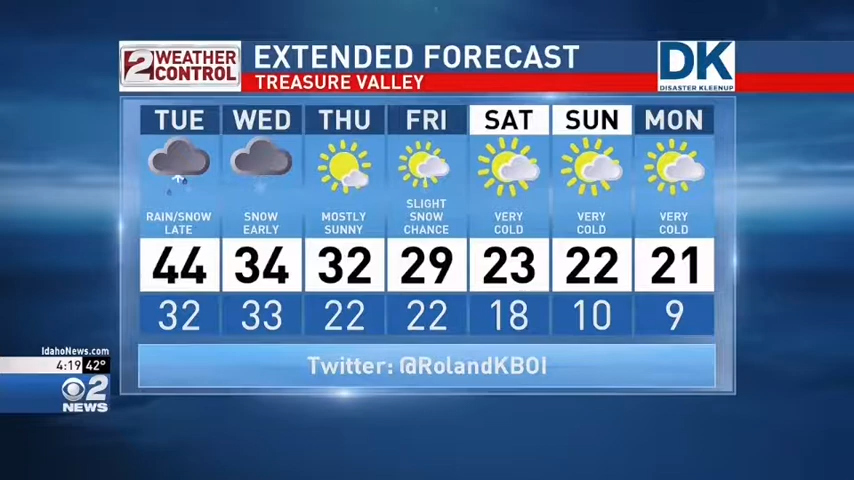 2 WEATHER CONTROL
EXTENDED FORECAST
TREASURE VALLEY
DK
DISASTER KLEENUP
TUE WED THU FRI SAT SUN MON
RAIN/SNOW LATE
SNOW EARLY
MOSTLY SUNNY
SLIGHT SNOW CHANCE
VERY COLD
VERY COLD
VERY COLD
44 34 32 29 23 22 21
32 33 22 22 18 10 9
Twitter: @RolandKBOI
IdahoNews.com
4:19 42°
2
NEWS